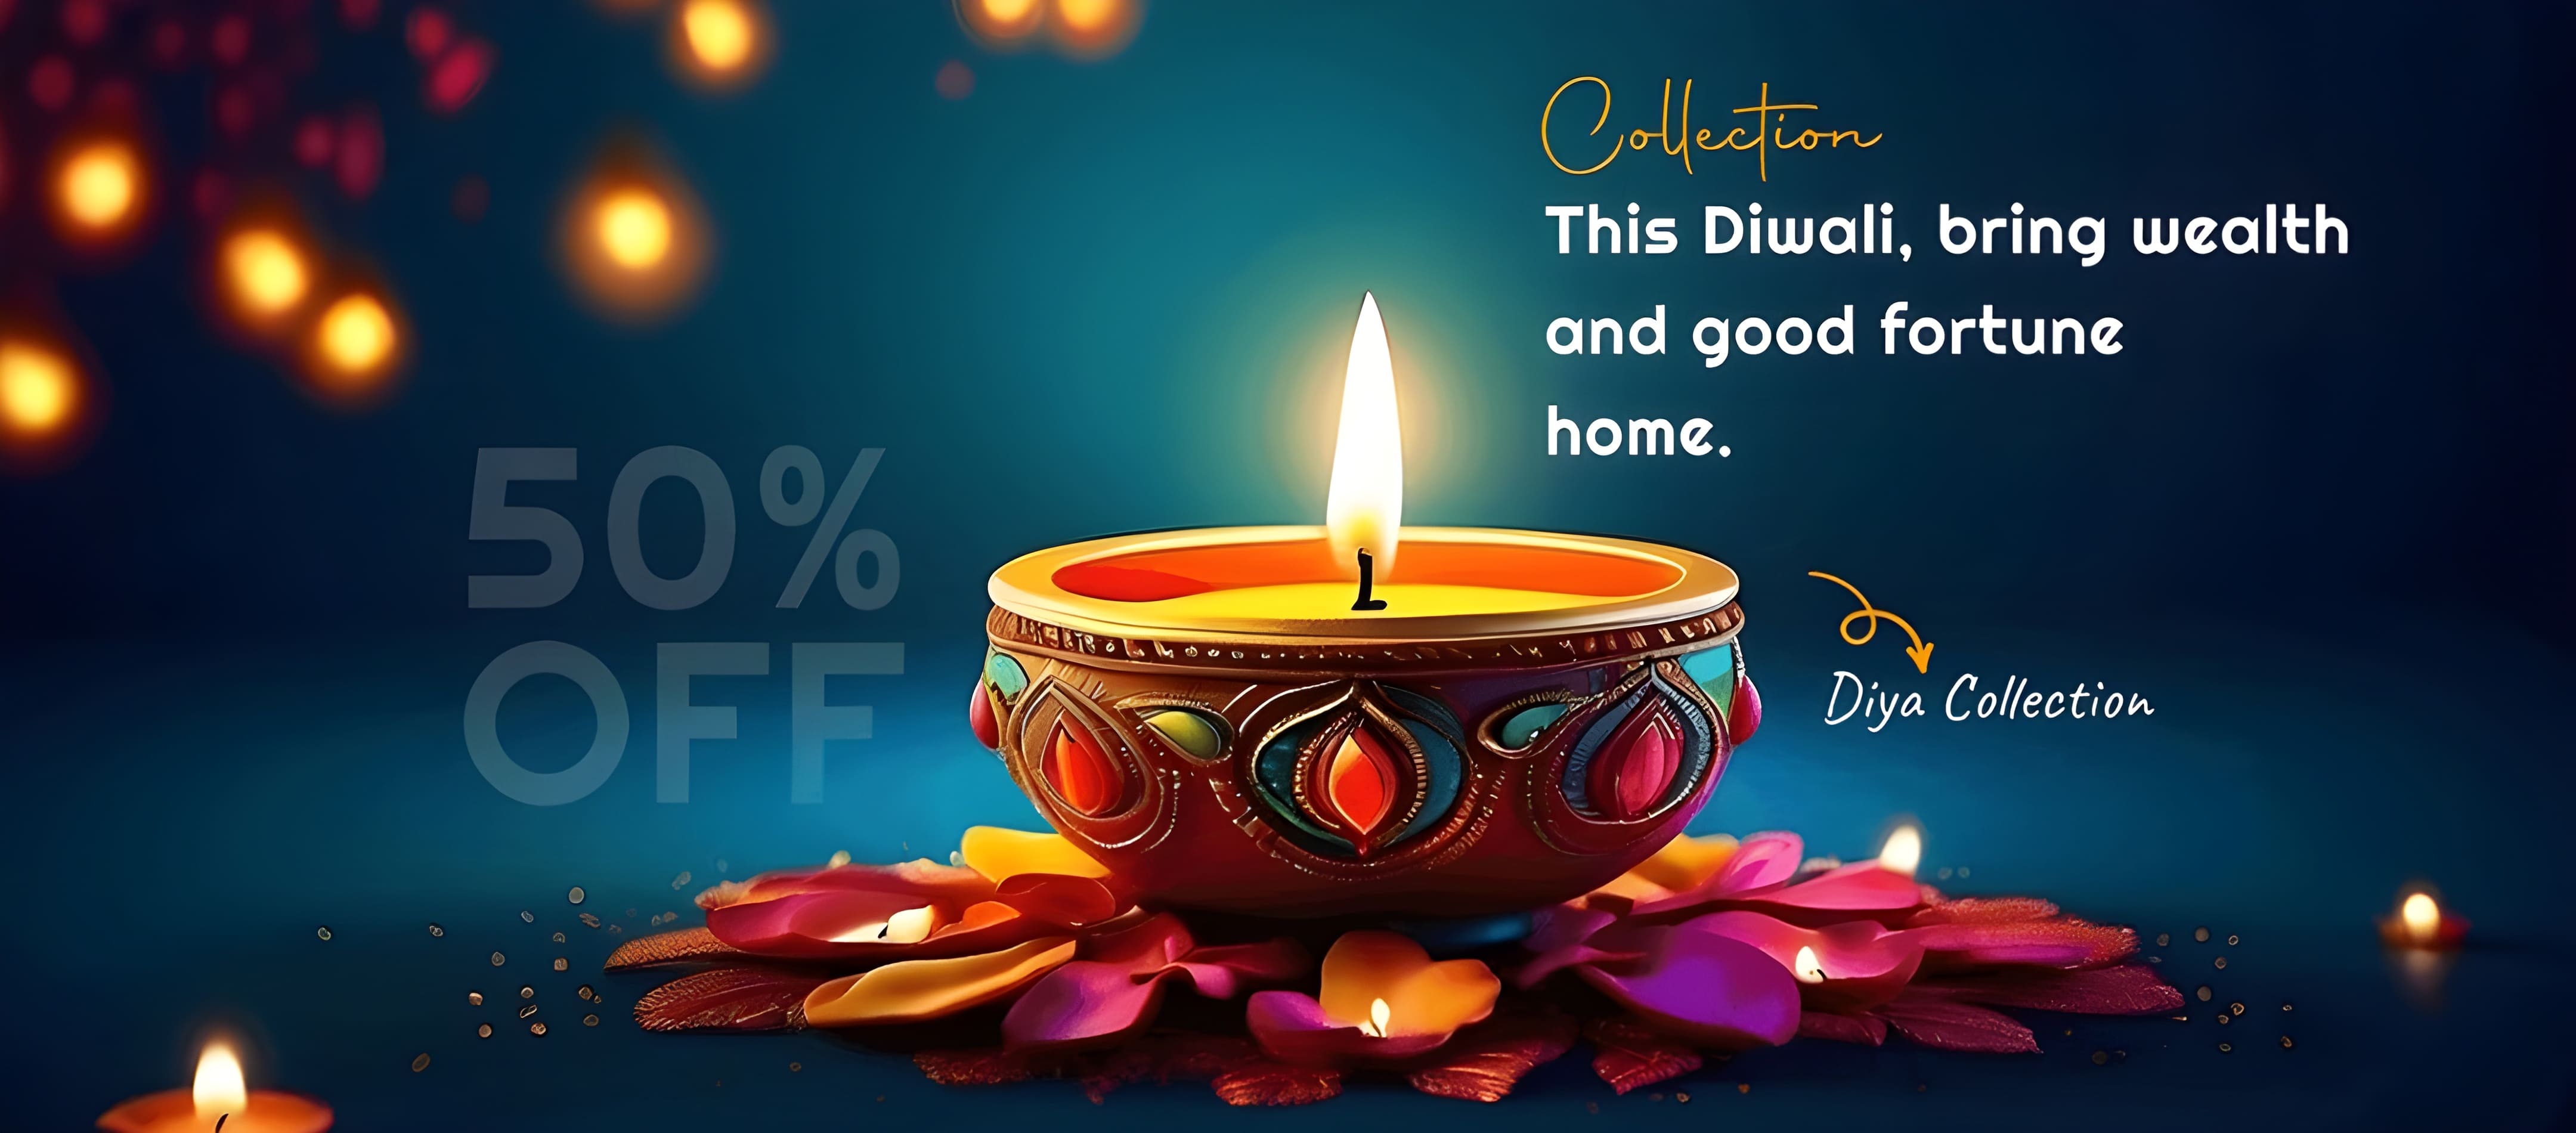 Collection
This Diwali, bring wealth
and good fortune
home.
50%
OFF
Diya Collection